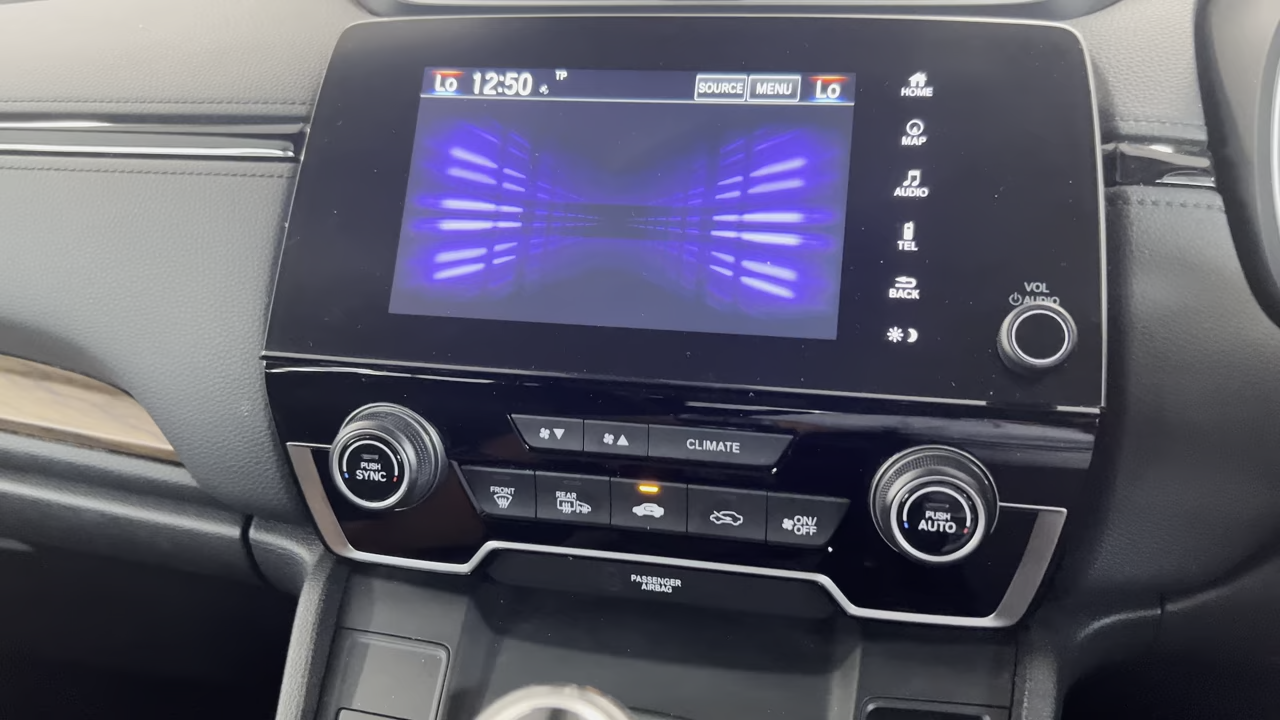 Lo 12:50 TP SOURCE MENU Lo
HOME
MAP
AUDIO
TEL
BACK
VOL
AUDIO
CLIMATE
PUSH
SYNC
FRONT
REAR
ON/
OFF
PUSH
AUTO
PASSENGER
AIRBAG